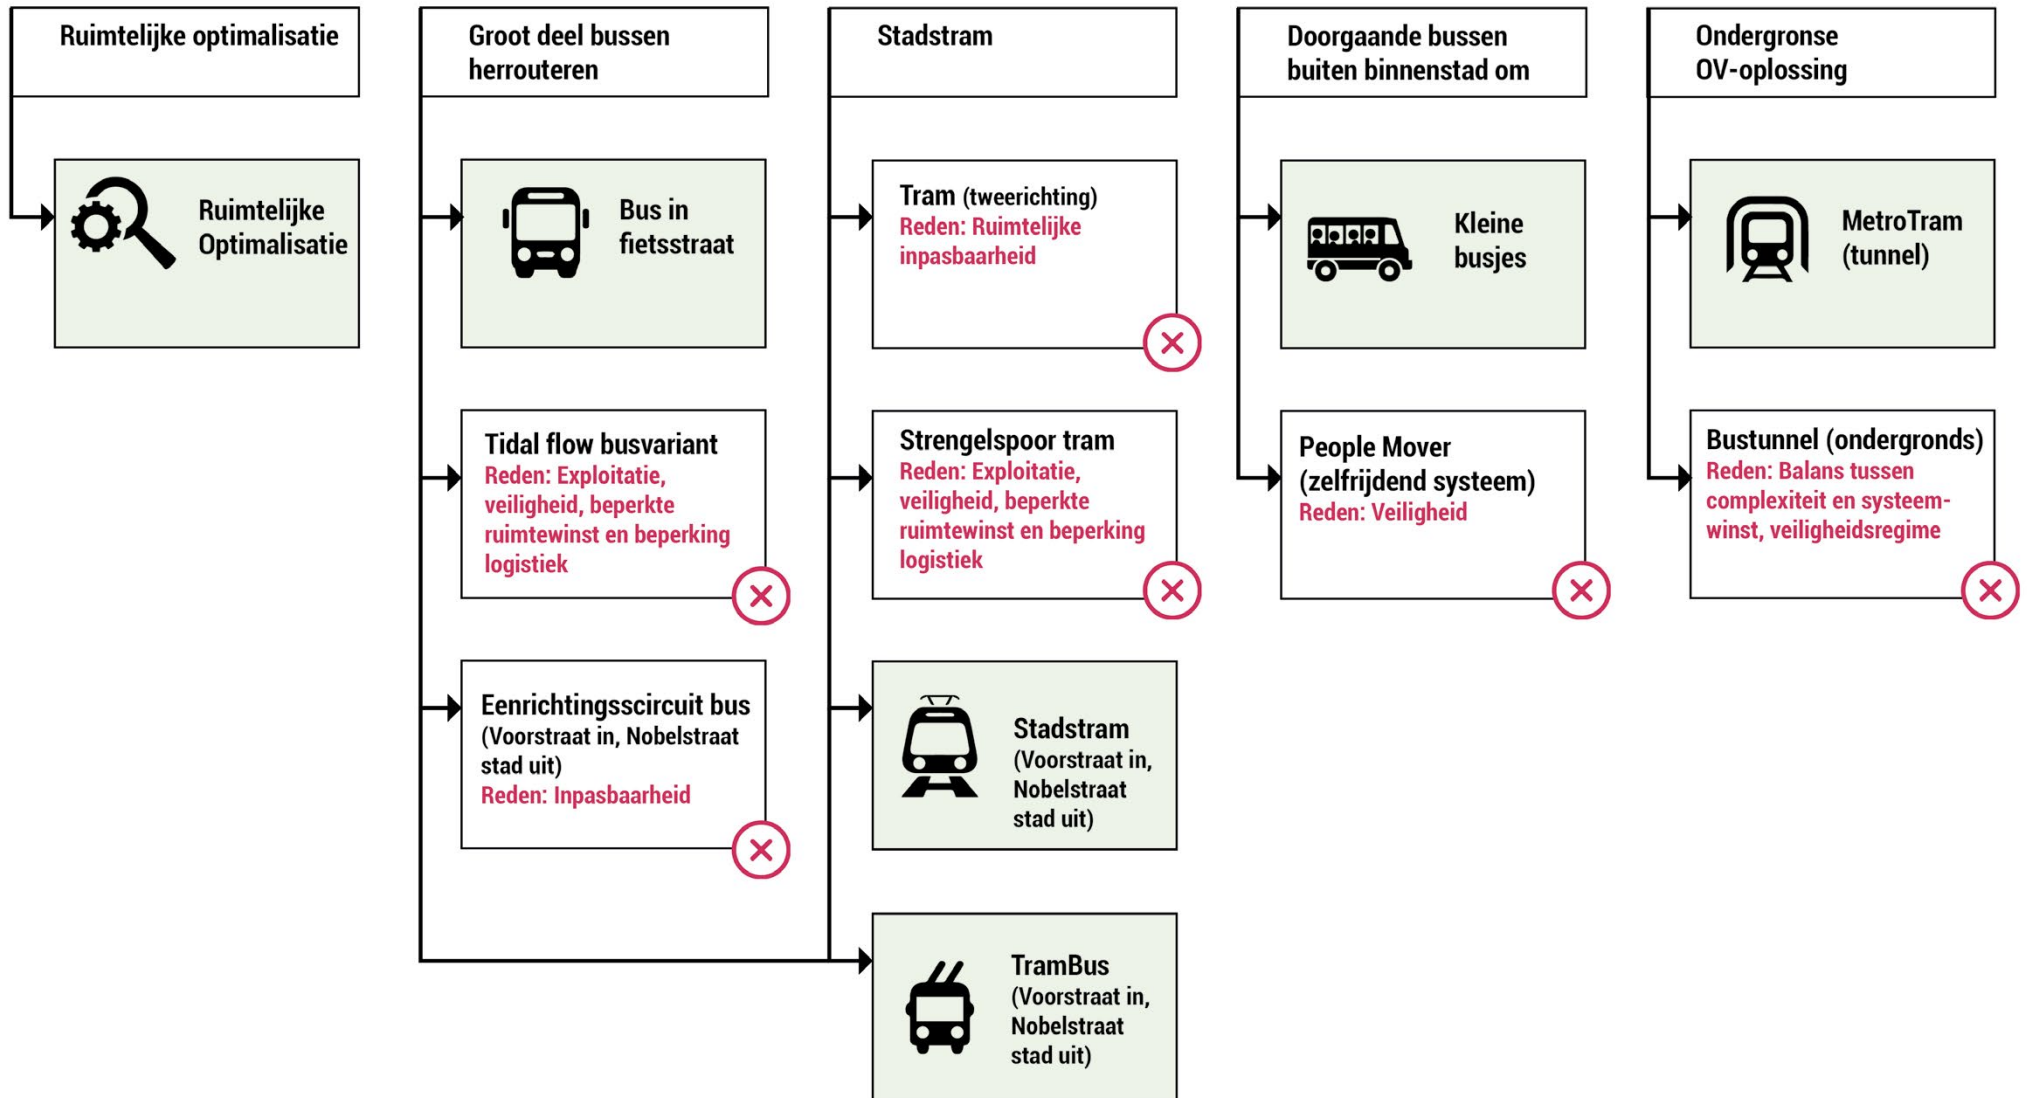 Ruimtelijke optimalisatie
Groot deel bussen
herrouteren
Stadstram
Doorgaande bussen
buiten binnenstad om
Ondergronse
OV-oplossing
Ruimtelijke
Optimalisatie
Bus in
fietsstraat
Tram (tweerichting)
Reden: Ruimtelijke
inpasbaarheid
Kleine
busjes
MetroTram
(tunnel)
Tidal flow busvariant
Reden: Exploitatie,
veiligheid, beperkte
ruimtewinst en beperking
logistiek
Strengelspoor tram
Reden: Exploitatie,
veiligheid, beperkte
ruimtewinst en beperking
logistiek
People Mover
(zelfrijdend systeem)
Reden: Veiligheid
Bustunnel (ondergronds)
Reden: Balans tussen
complexiteit en systeem-
winst, veiligheidsregime
Eenrichtingsscircuit bus
(Voorstraat in, Nobelstraat
stad uit)
Reden: Inpasbaarheid
Stadstram
(Voorstraat in,
Nobelstraat
stad uit)
TramBus
(Voorstraat in,
Nobelstraat
stad uit)